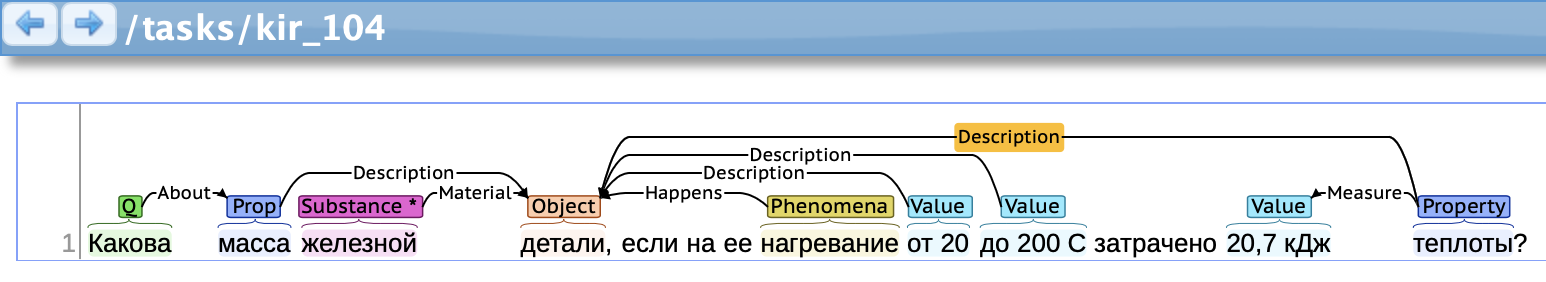 /tasks/kir_104
Description
Description
Description Description
About Material Happens Measure
Q Prop Substance * Object Phenomena Value Value Value Property
1 Какова масса железной детали, если на ее нагревание от 20 до 200 С затрачено 20,7 кДж теплоты?